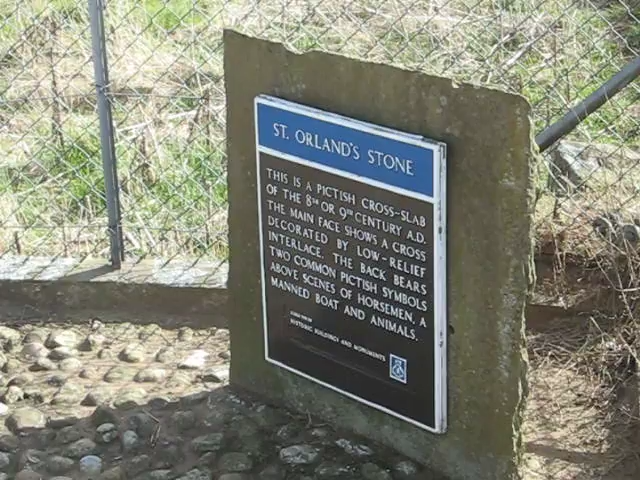 ST. ORLAND'S STONE
THIS IS A PICTISH CROSS-SLAB
OF THE 8TH OR 9TH CENTURY A.D.
THE MAIN FACE SHOWS A CROSS
DECORATED BY LOW-RELIEF
INTERLACE. THE BACK BEARS
TWO COMMON PICTISH SYMBOLS
ABOVE SCENES OF HORSEMEN, A
MANNED BOAT AND ANIMALS.
HISTORIC BUILDINGS AND MONUMENTS